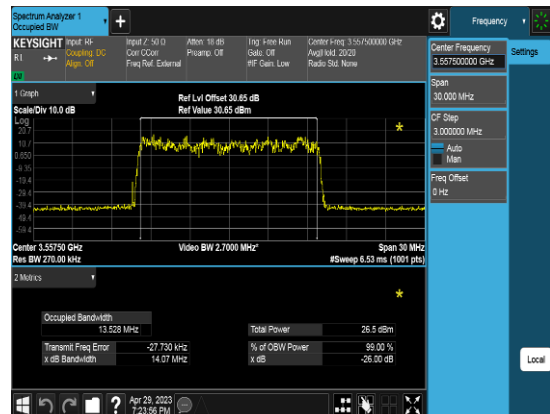 Spectrum Analyzer 1
Occupied BW
+
Frequency
KEYSIGHT
R L
Input: RF
Coupling: DC
Align: Off
Input Z: 50 Ω
Corr CCorr
Freq Ref: External
Atten: 18 dB
Preamp: Off
Trig: Free Run
Gate: Off
#IF Gain: Low
Center Freq: 3.557500000 GHz
Avg|Hold: 20/20
Radio Std: None
Center Frequency
3.557500000 GHz
Settings
Span
30.000 MHz
CF Step
3.000000 MHz
Auto
Man
Freq Offset
0 Hz
1 Graph
Scale/Div 10.0 dB
Ref Lvl Offset 30.65 dB
Ref Value 30.65 dBm
Log
20.7
10.7
0.650
-9.35
-19.4
-29.4
-39.4
-49.4
-59.4
Center 3.55750 GHz
Video BW 2.7000 MHz*
Span 30 MHz
Res BW 270.00 kHz
#Sweep 6.53 ms (1001 pts)
2 Metrics
Occupied Bandwidth
13.528 MHz
Total Power
26.5 dBm
Transmit Freq Error
-27.730 kHz
% of OBW Power
99.00 %
x dB Bandwidth
14.07 MHz
x dB
-26.00 dB
Local
?
Apr 29, 2023
7:23:56 PM